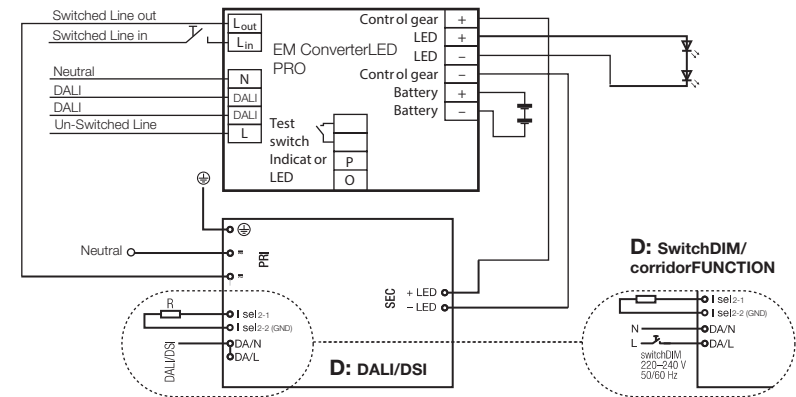 Switched Line out
Switched Line in
Neutral
DALI
DALI
Un-Switched Line
Lout
Lin
N
DALI
DALI
L
EM ConverterLED
PRO
Test
switch
Indicator
LED
P
O
Control gear
LED
LED
Control gear
Battery
Battery
+
+
–
–
+
–
Neutral
PRI
=
=
SEC
+ LED
– LED
R
I sel2-1
I sel2-2 (GND)
DA/N
DA/L
DALI/DSI
D: DALI/DSI
D: SwitchDIM/
corridorFUNCTION
I sel2-1
I sel2-2 (GND)
N
DA/N
L
DA/L
switchDIM
220–240 V
50/60 Hz